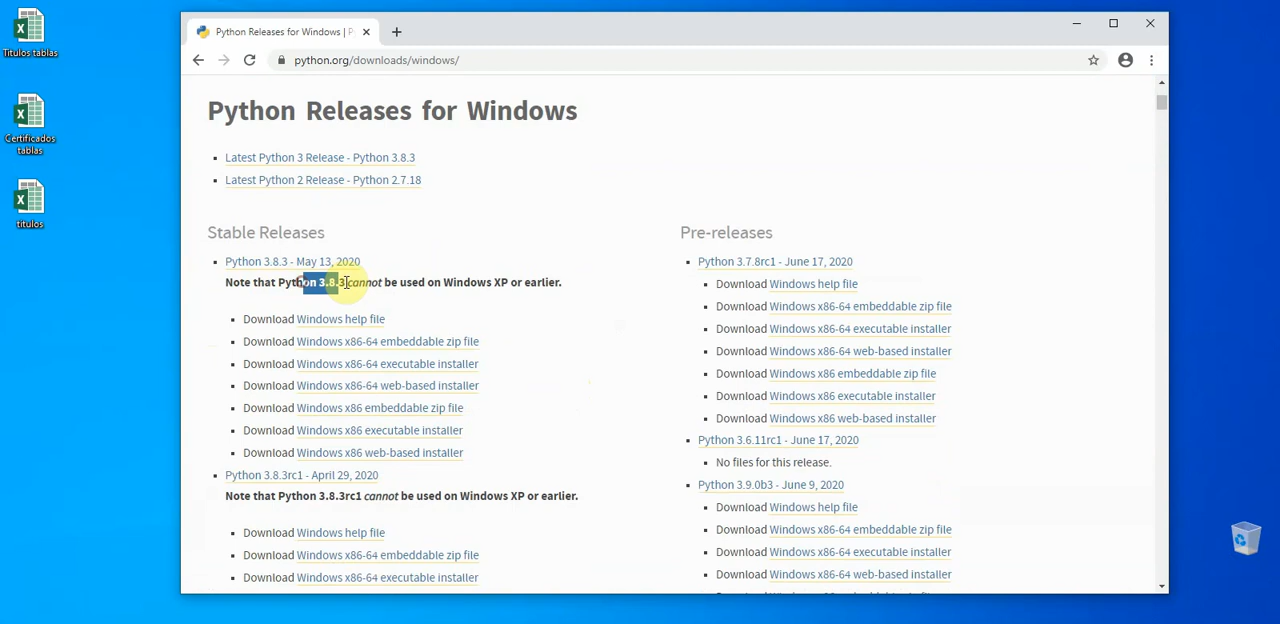 Titulos tablas
Certificados
tablas
titulos
Python Releases for Windows | P
python.org/downloads/windows/
Python Releases for Windows
Latest Python 3 Release - Python 3.8.3
Latest Python 2 Release - Python 2.7.18
Stable Releases
Python 3.8.3 - May 13, 2020
Note that Python 3.8.3 cannot be used on Windows XP or earlier.
Download Windows help file
Download Windows x86-64 embeddable zip file
Download Windows x86-64 executable installer
Download Windows x86-64 web-based installer
Download Windows x86 embeddable zip file
Download Windows x86 executable installer
Download Windows x86 web-based installer
Python 3.8.3rc1 - April 29, 2020
Note that Python 3.8.3rc1 cannot be used on Windows XP or earlier.
Download Windows help file
Download Windows x86-64 embeddable zip file
Download Windows x86-64 executable installer
Pre-releases
Python 3.7.8rc1 - June 17, 2020
Download Windows help file
Download Windows x86-64 embeddable zip file
Download Windows x86-64 executable installer
Download Windows x86-64 web-based installer
Download Windows x86 embeddable zip file
Download Windows x86 executable installer
Download Windows x86 web-based installer
Python 3.6.11rc1 - June 17, 2020
No files for this release.
Python 3.9.0b3 - June 9, 2020
Download Windows help file
Download Windows x86-64 embeddable zip file
Download Windows x86-64 executable installer
Download Windows x86-64 web-based installer